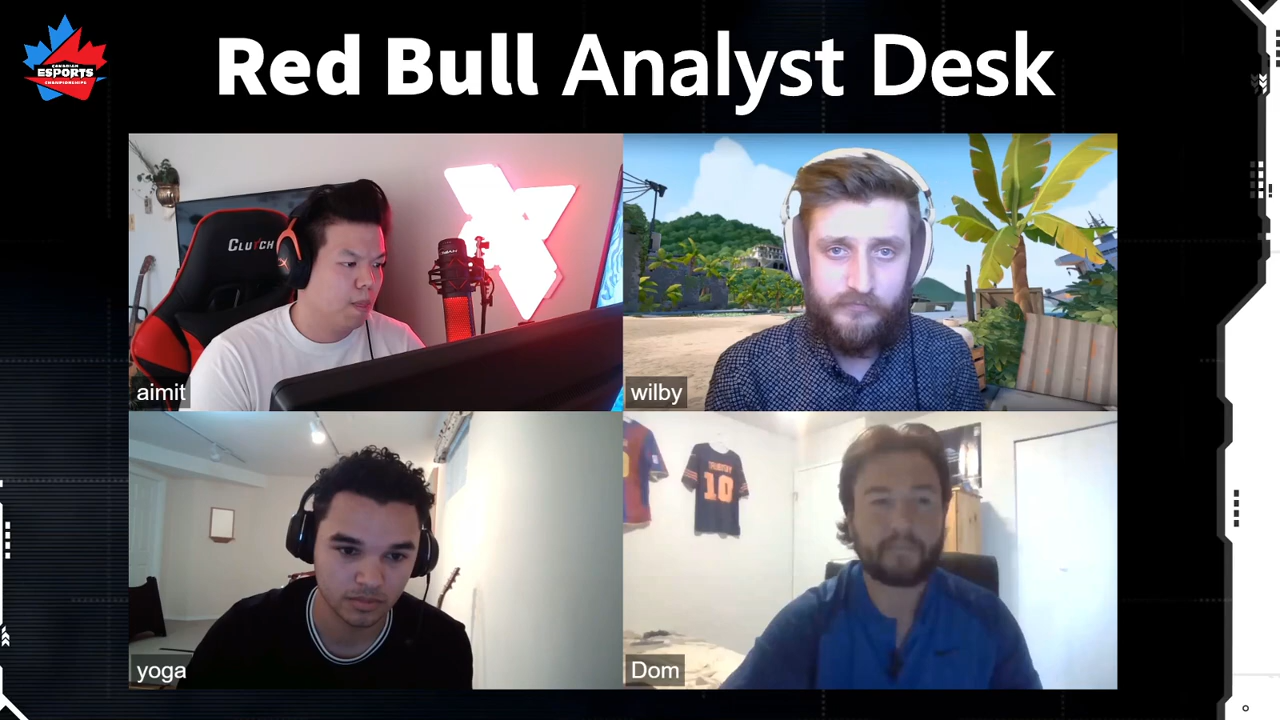 Red Bull Analyst Desk
CANADIAN
ESPORTS
CHAMPIONSHIPS
CLUTCH
aimit
wilby
10
yoga
Dom